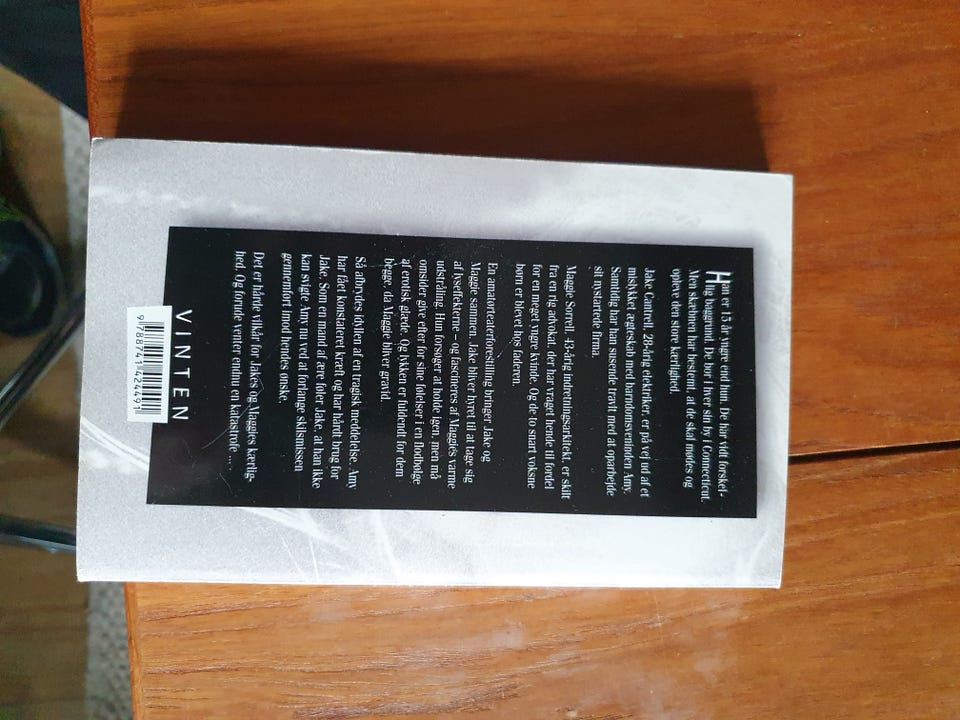 Han er 15 år yngre end hun. De har vidt forskel-
lig baggrund. De bor i hver sin by i Connecticut.
Men skæbnen har bestemt, at de skal mødes og
opleve den store kærlighed.
Jake Cantrell, 28-årig elektriker, er på vej ud af et
mislykket ægteskab med barndomsveninden Amy.
Samtidig har han susende travlt med at oparbejde
sit nystartede firma.
Maggie Sorrell, 43-årig indretningsarkitekt, er skilt
fra en rig advokat, der har vraget hende til fordel
for en meget yngre kvinde. Og de to snart voksne
børn er blevet hos faderen.
En amatørteaterforestilling bringer Jake og
Maggie sammen. Jake bliver hyret til at tage sig
af lyseffekterne – og fascineres af Maggies varme
udstråling. Hun forsøger at holde igen, men må
omsider give efter for sine følelser i en flodbølge
af erotisk glæde. Og lykken er fuldendt for dem
begge, da Maggie bliver gravid.
Så afbrydes idyllen af en tragisk meddelelse. Amy
har fået konstateret kræft og har hårdt brug for
Jake. Som en mand af ære føler Jake, at han ikke
kan svigte Amy nu ved at forlange skilsmissen
gennemført imod hendes ønske.
Det er hårde vilkår for Jakes og Maggies kærlig-
hed. Og forude venter endnu en katastrofe ...
VINTEN
9788741424491